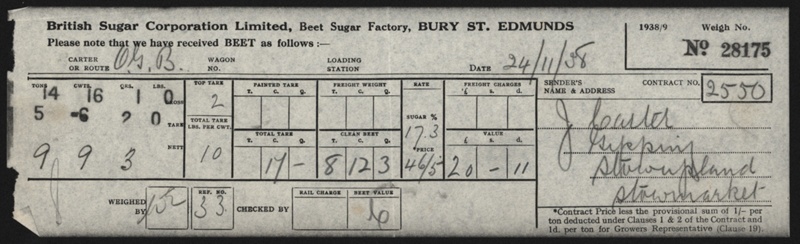 British Sugar Corporation Limited, Beet Sugar Factory, BURY ST. EDMUNDS
Please note that we have received BEET as follows :—
1938/9 Weigh No.
No 28175
CARTER OR ROUTE O.G.B. WAGON NO. LOADING STATION DATE 24/11/38
TONS CWTS. QRS. LBS.
14 16 1 0 GROSS
5 -6 2 0 TARE
9 9 3 NETT
TOP TARE
2
TOTAL TARE LBS. PER CWT.
10
PAINTED TARE
T. C. Q.
TOTAL TARE
17 -
FREIGHT WEIGHT
T. C. Q.
CLEAN BEET
8 12 3
RATE
SUGAR %
17.3
*PRICE
46/5
FREIGHT CHARGES
£ s. d.
VALUE
20 - 11
SENDER'S NAME & ADDRESS
CONTRACT NO. 2550
J Carter
Gipping
Stowupland
Stowmarket
WEIGHED BY
REF. NO.
33
CHECKED BY
RAIL CHARGE BEET VALUE
6
*Contract Price less the provisional sum of 1/- per
ton deducted under Clauses 1 & 2 of the Contract and
1d. per ton for Growers Representative (Clause 19).